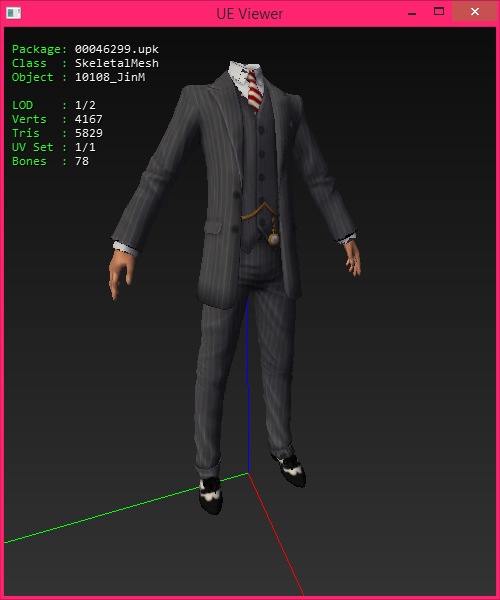 UE Viewer
Package: 00046299.upk
Class : SkeletalMesh
Object : 10108_JinM
LOD : 1/2
Verts : 4167
Tris : 5829
UV Set : 1/1
Bones : 78